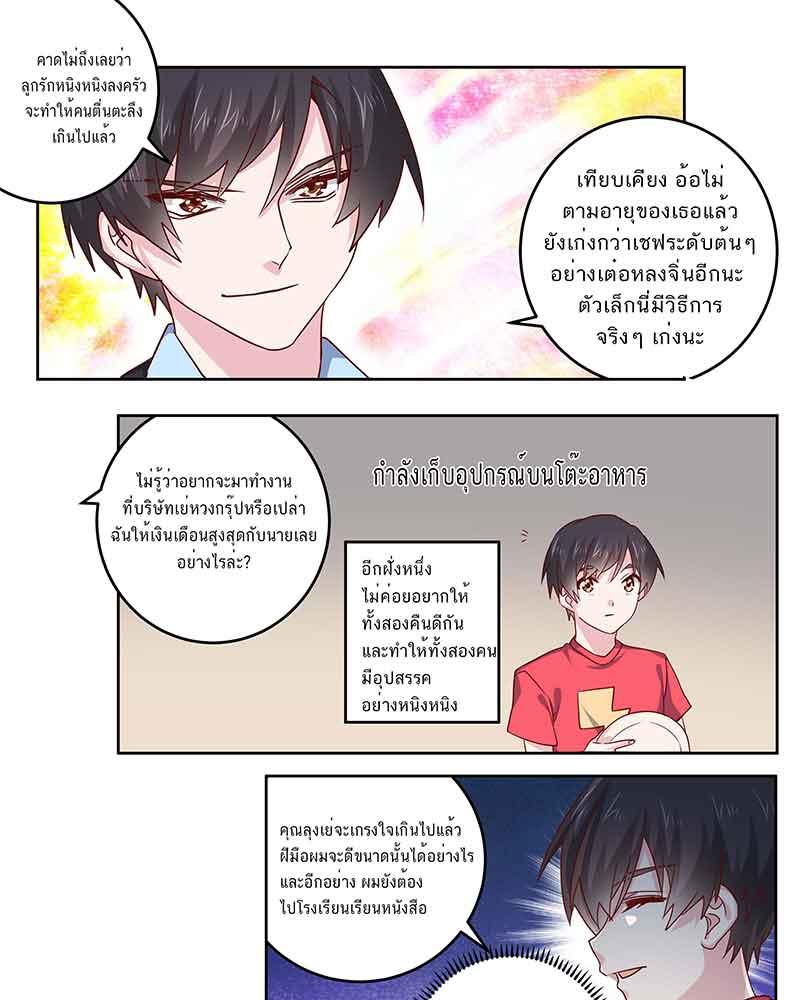 คาดไม่ถึงเลยว่า
ลูกรักหนิงหนิงลงครัว
จะทำให้คนตื่นตะลึง
เกินไปแล้ว
เทียบเคียง อ้อไม่
ตามอายุของเธอแล้ว
ยังเก่งกว่าเชฟระดับต้นๆ
อย่างเต๋อหลงจิ่นอีกนะ
ตัวเล็กนี่มีวิธีการ
จริงๆ เก่งนะ
ไม่รู้ว่าอยากจะมาทำงาน
ที่บริษัทเย่หวงกรุ๊ปหรือเปล่า
ฉันให้เงินเดือนสูงสุดกับนายเลย
อย่างไรล่ะ?
กำลังเก็บอุปกรณ์บนโต๊ะอาหาร
อีกฝั่งหนึ่ง
ไม่ค่อยอยากให้
ทั้งสองคืนดีกัน
และทำให้ทั้งสองคน
มีอุปสรรค
อย่างหนิงหนิง
คุณลุงเย่จะเกรงใจเกินไปแล้ว
ฝีมือผมจะดีขนาดนั้นได้อย่างไร
และอีกอย่าง ผมยังต้อง
ไปโรงเรียนเรียนหนังสือ